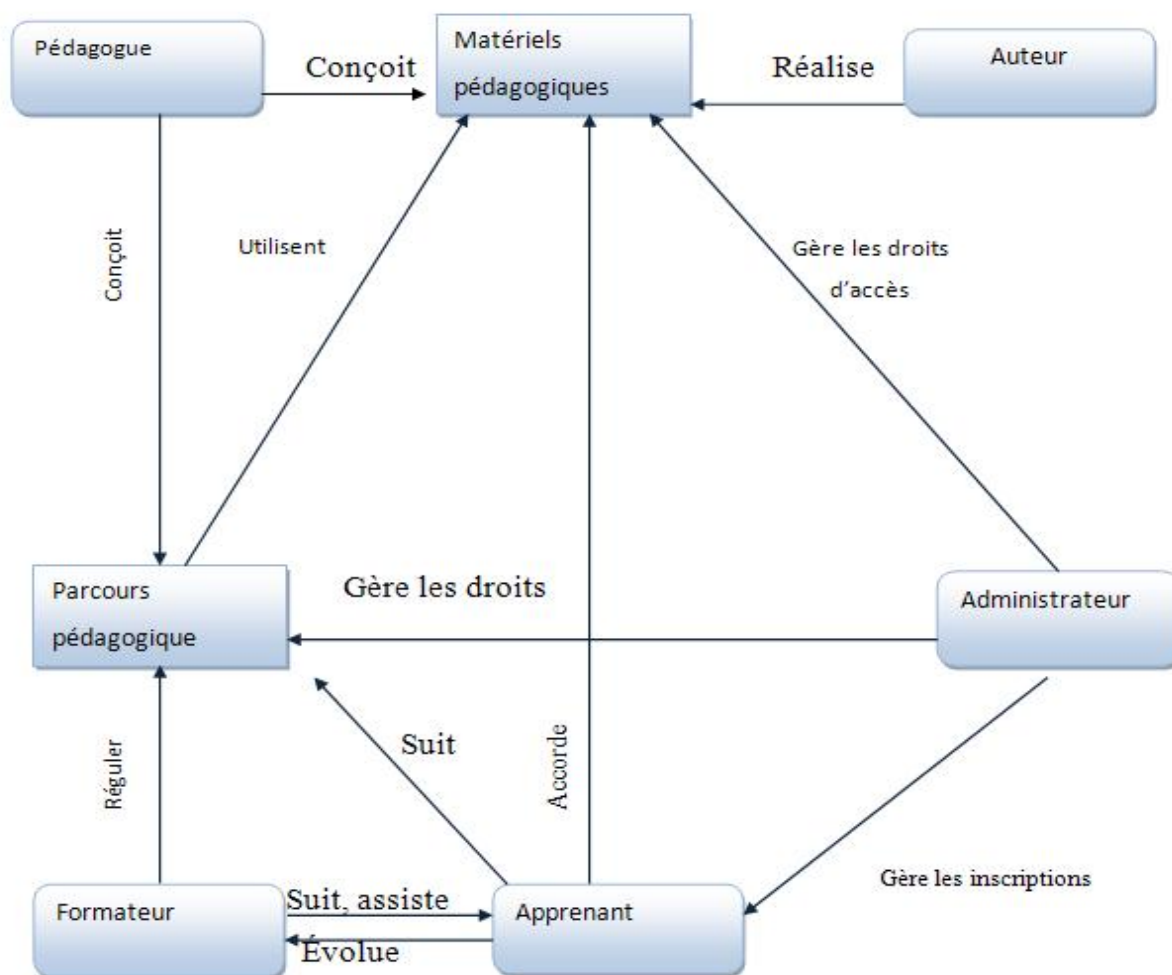 Pédagogue
Conçoit
Matériels
pédagogiques
Réalise
Auteur
Conçoit
Utilisent
Gère les droits
d'accès
Parcours
pédagogique
Gère les droits
Administrateur
Réguler
Suit
Accorde
Gère les inscriptions
Formateur
Suit, assiste
Évolue
Apprenant